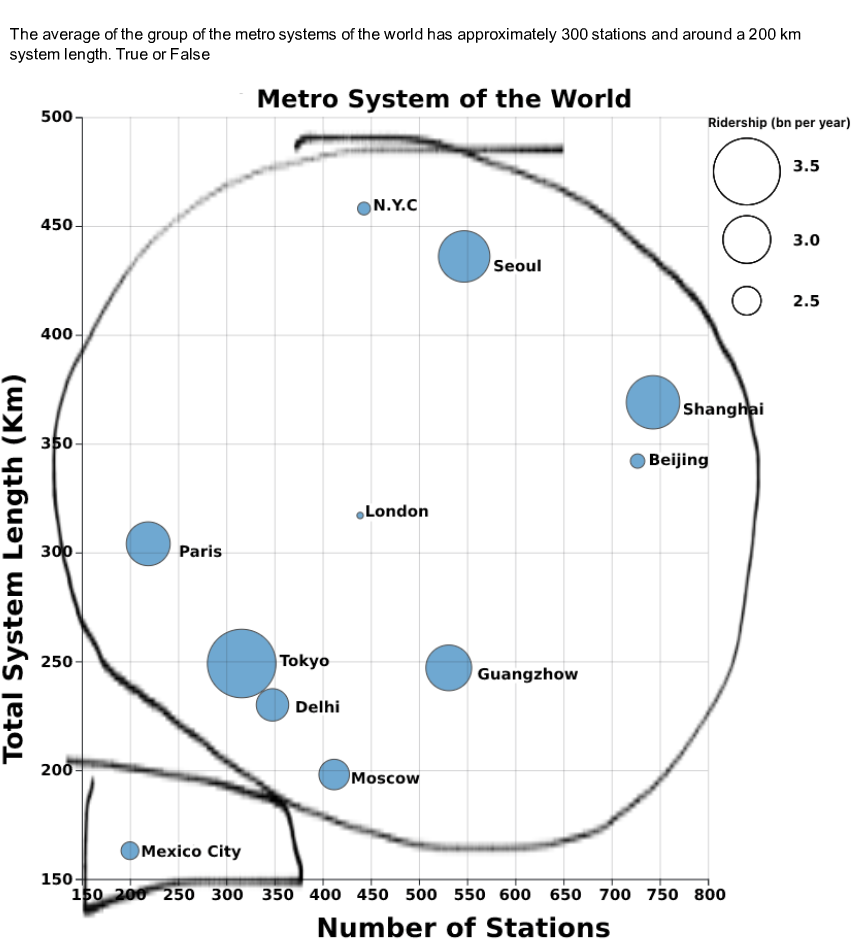 The average of the group of the metro systems of the world has approximately 300 stations and around a 200 km
system length. True or False
Metro System of the World
Ridership (bn per year)
3.5
3.0
2.5
500
450
400
350
300
250
200
150
Total System Length (Km)
N.Y.C
Seoul
Shanghai
Beijing
London
Paris
Tokyo
Guangzhow
Delhi
Moscow
Mexico City
150 200 250 300 350 400 450 500 550 600 650 700 750 800
Number of Stations